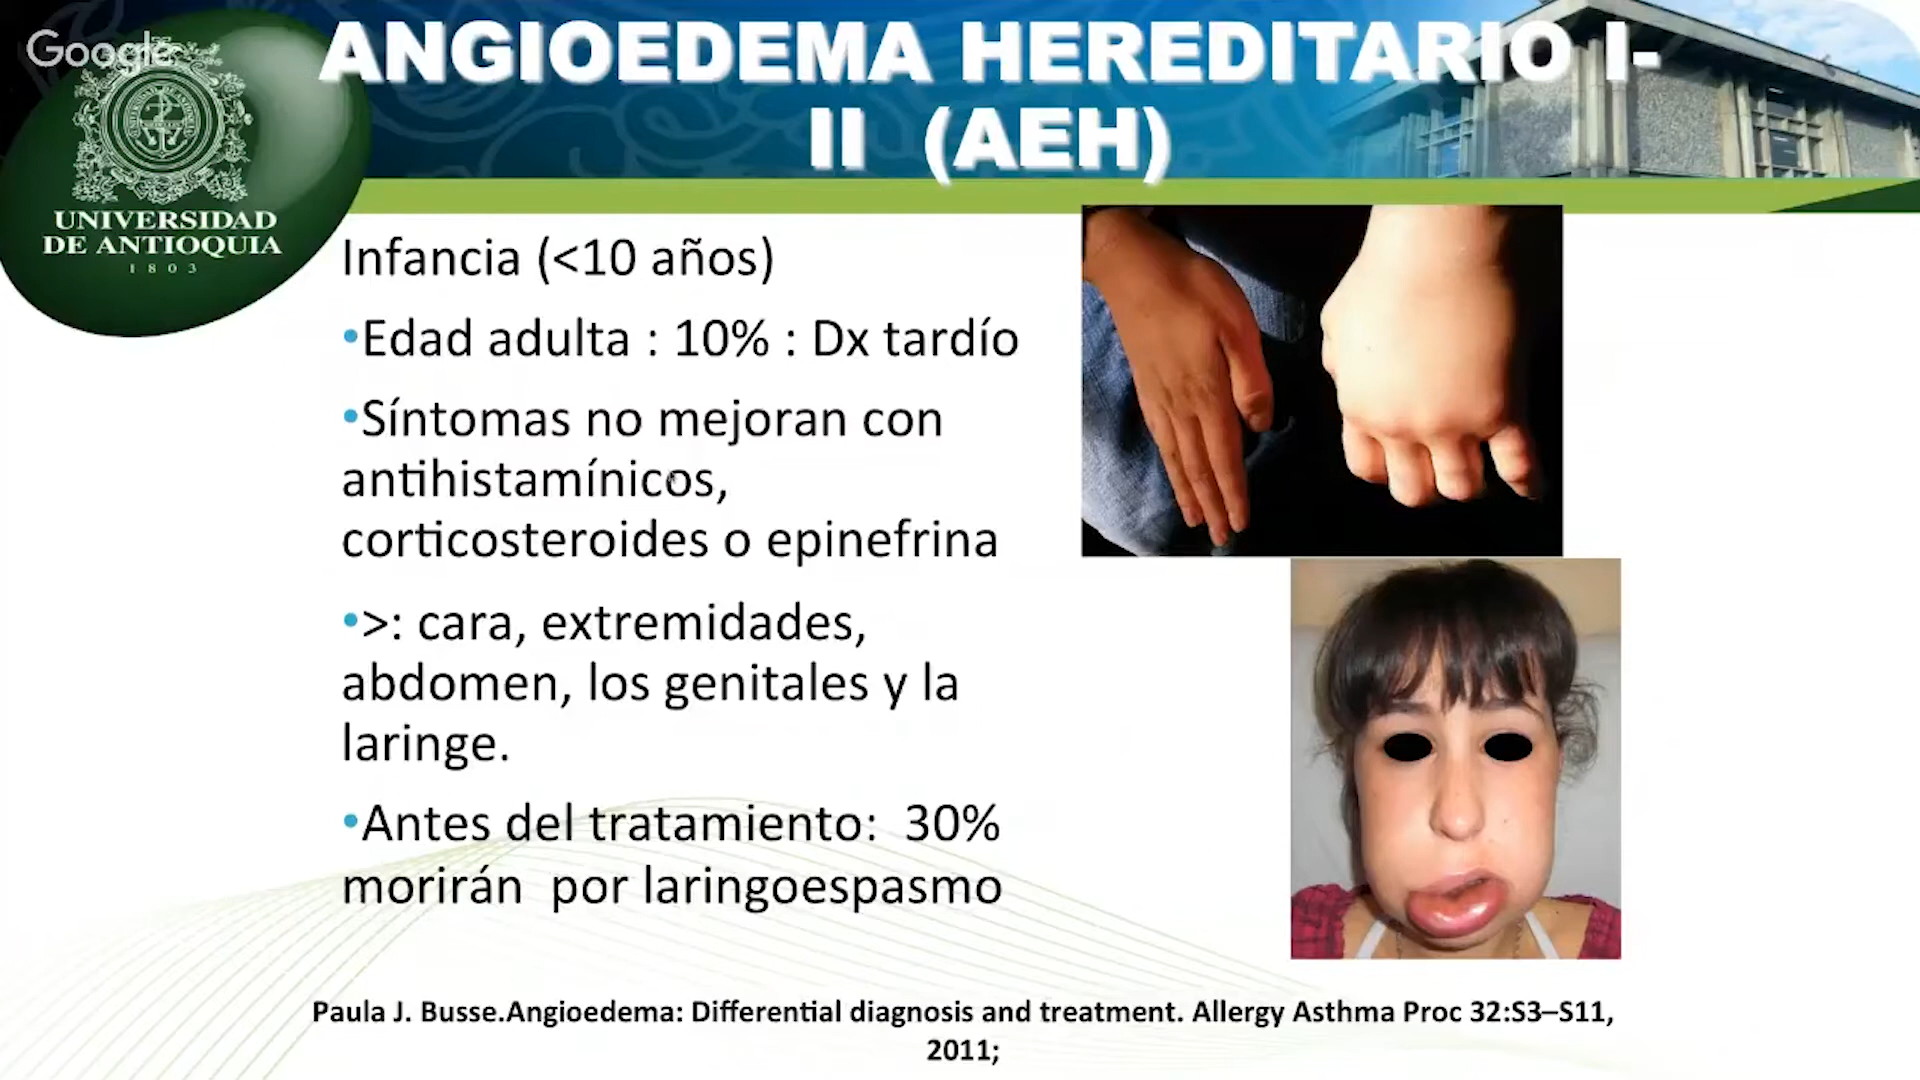 Google
ANGIOEDEMA HEREDITARIO I-
II (AEH)
UNIVERSIDAD
DE ANTIOQUIA
1803
Infancia (<10 años)
•Edad adulta : 10% : Dx tardío
•Síntomas no mejoran con
antihistamínicos,
corticosteroides o epinefrina
•>: cara, extremidades,
abdomen, los genitales y la
laringe.
•Antes del tratamiento: 30%
morirán por laringoespasmo
Paula J. Busse.Angioedema: Differential diagnosis and treatment. Allergy Asthma Proc 32:S3–S11,
2011;